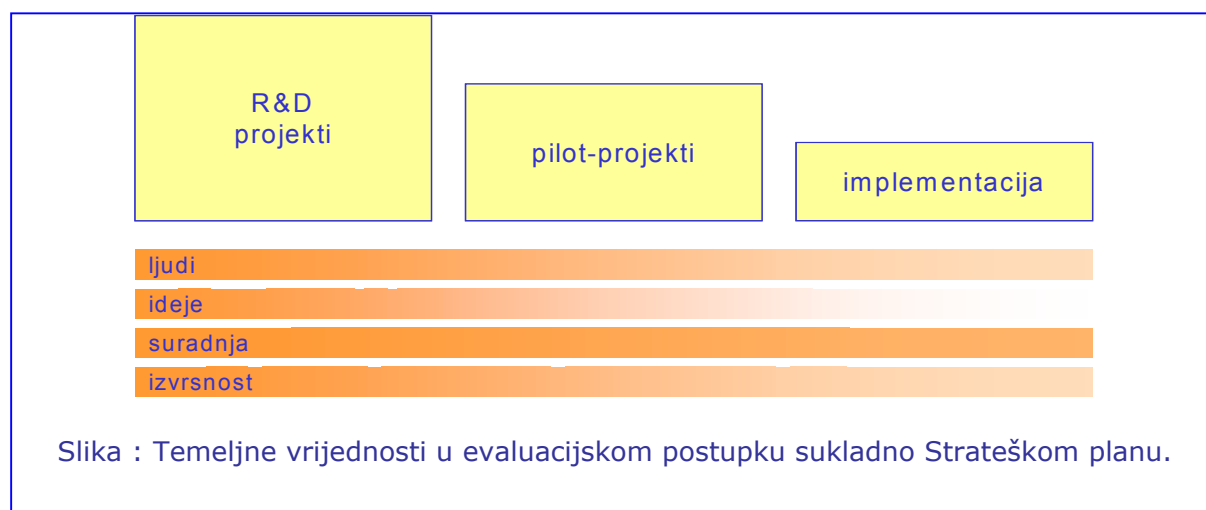 R&D
projekti
pilot-projekti
implementacija
ljudi
ideje
suradnja
izvrsnost
Slika : Temeljne vrijednosti u evaluacijskom postupku sukladno Strateškom planu.